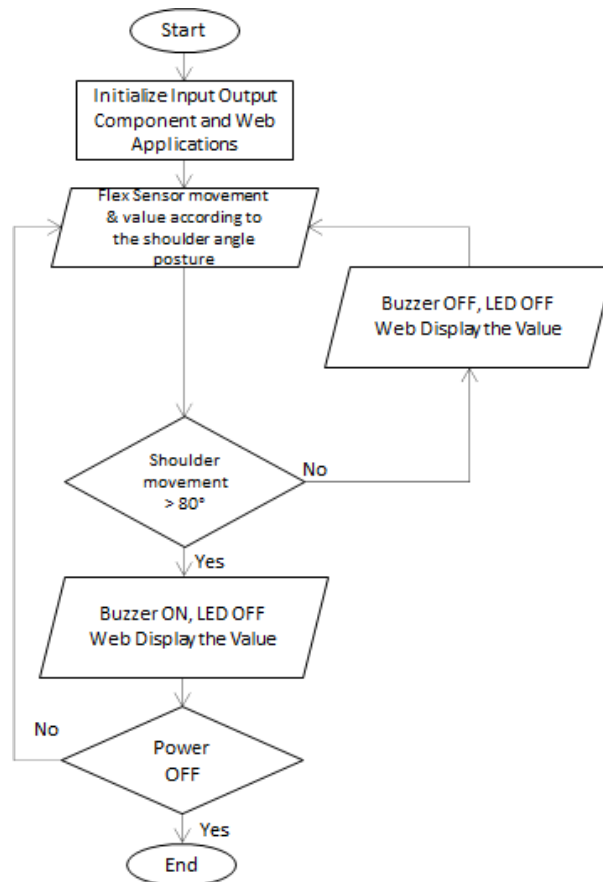 Start
Initialize Input Output
Component and Web
Applications
Flex Sensor movement
& value according to
the shoulder angle
posture
Buzzer OFF, LED OFF
Web Display the Value
Shoulder
movement
> 80°
No
Yes
Buzzer ON, LED OFF
Web Display the Value
No
Power
OFF
Yes
End